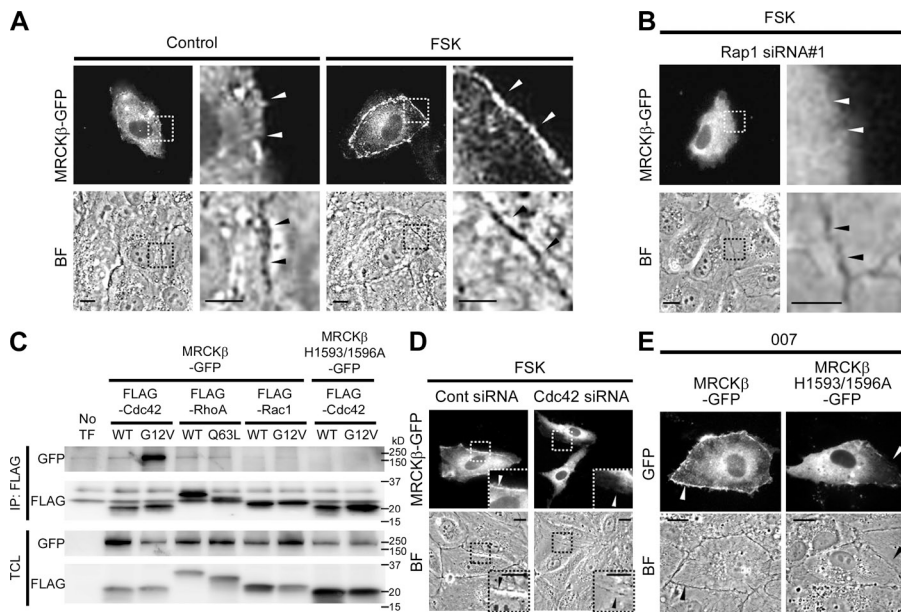 A
Control
FSK
MRCKβ-GFP
BF
B
FSK
Rap1 siRNA#1
MRCKβ-GFP
BF
C
MRCKβ
-GFP
MRCKβ
H1593/1596A
-GFP
FLAG
-Cdc42
FLAG
-RhoA
FLAG
-Rac1
FLAG
-Cdc42
No
TF
WT G12V WT Q63L WT G12V WT G12V
kD
IP: FLAG
GFP
250
150
FLAG
37
20
15
TCL
GFP
250
150
FLAG
37
20
15
D
FSK
Cont siRNA
Cdc42 siRNA
MRCKβ-GFP
BF
E
007
MRCKβ
-GFP
MRCKβ
H1593/1596A
-GFP
GFP
BF